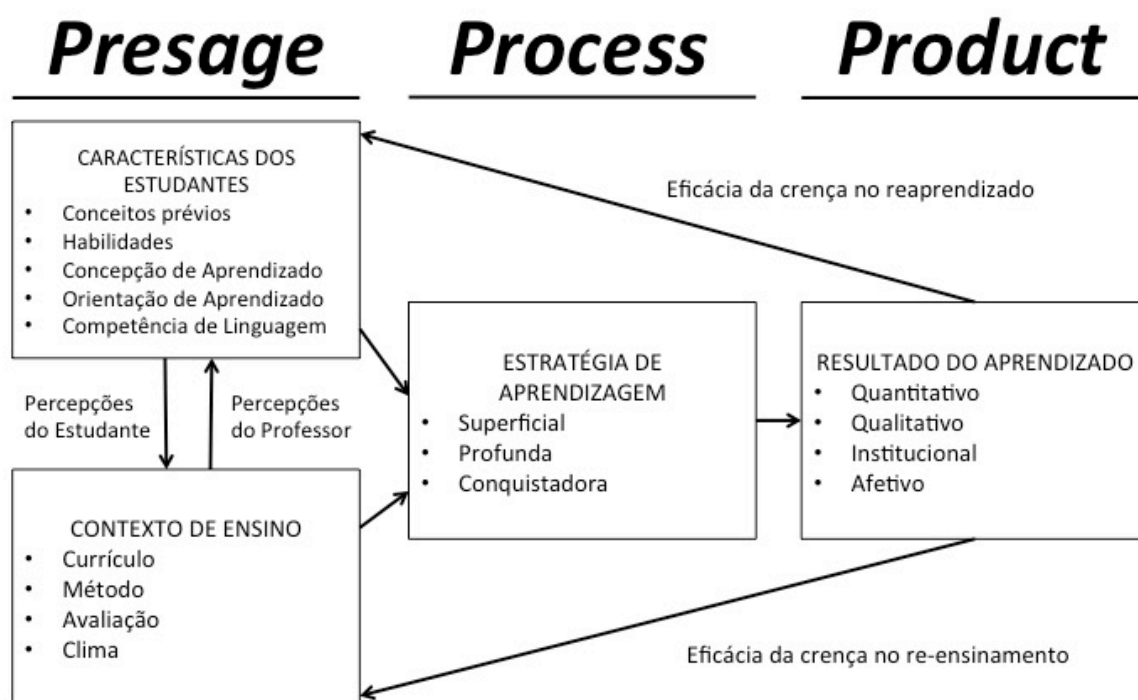 Presage
Process
Product
CARACTERÍSTICAS DOS
ESTUDANTES
• Conceitos prévios
• Habilidades
• Concepção de Aprendizado
• Orientação de Aprendizado
• Competência de Linguagem
Eficácia da crença no reaprendizado
Percepções
do Estudante
Percepções
do Professor
ESTRATÉGIA DE
APRENDIZAGEM
• Superficial
• Profunda
• Conquistadora
RESULTADO DO APRENDIZADO
• Quantitativo
• Qualitativo
• Institucional
• Afetivo
CONTEXTO DE ENSINO
• Currículo
• Método
• Avaliação
• Clima
Eficácia da crença no re-ensinamento